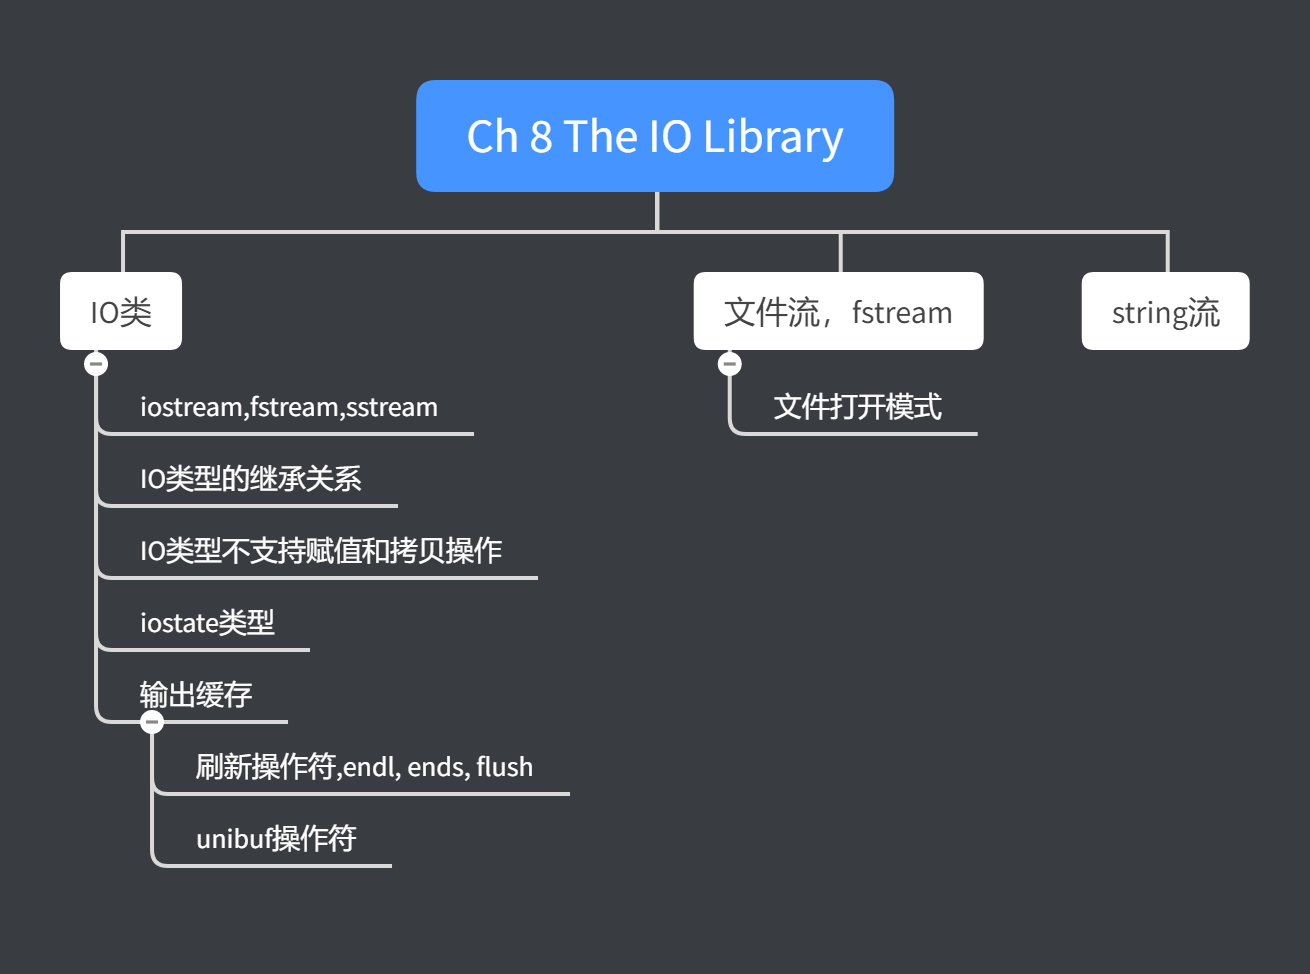 Ch 8 The IO Library
IO类
文件流，fstream
string流
iostream,fstream,sstream
文件打开模式
IO类型的继承关系
IO类型不支持赋值和拷贝操作
iostate类型
输出缓存
刷新操作符,endl, ends, flush
unibuf操作符